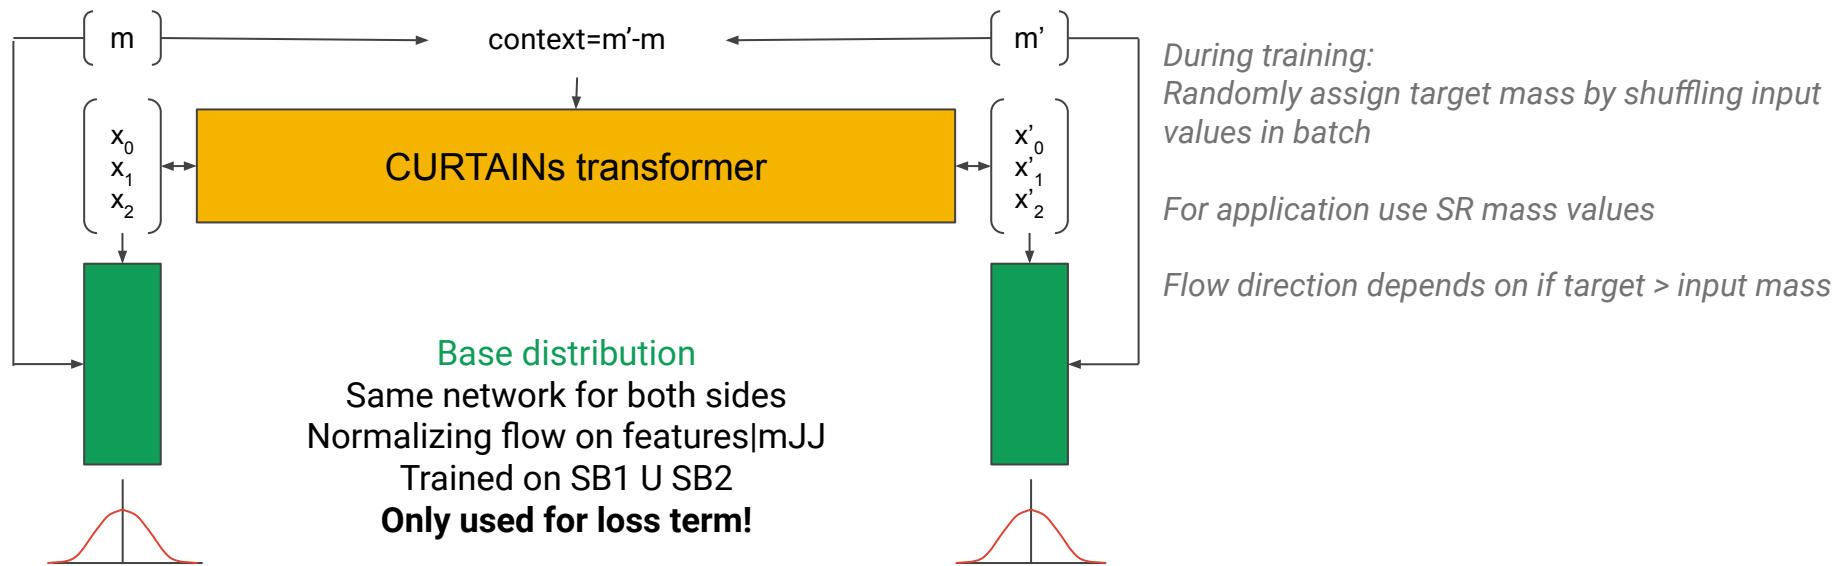 m
context=m’-m
m'
During training:
Randomly assign target mass by shuffling input
values in batch
For application use SR mass values
Flow direction depends on if target > input mass
x0
x1
x2
CURTAINs transformer
x’0
x’1
x’2
Base distribution
Same network for both sides
Normalizing flow on features|mJJ
Trained on SB1 U SB2
Only used for loss term!